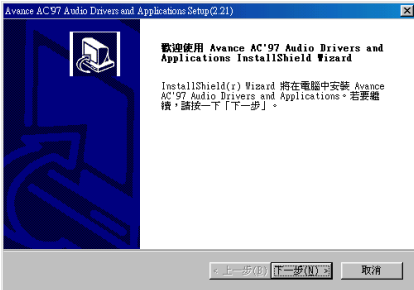 Avance AC'97 Audio Drivers and Applications Setup(2.21)
歡迎使用 Avance AC'97 Audio Drivers and
Applications InstallShield Wizard
InstallShield(r) Wizard 將在電腦中安裝 Avance
AC'97 Audio Drivers and Applications。若要繼
續，請按一下「下一步」。
< 上一步(B) 下一步(N) > 取消